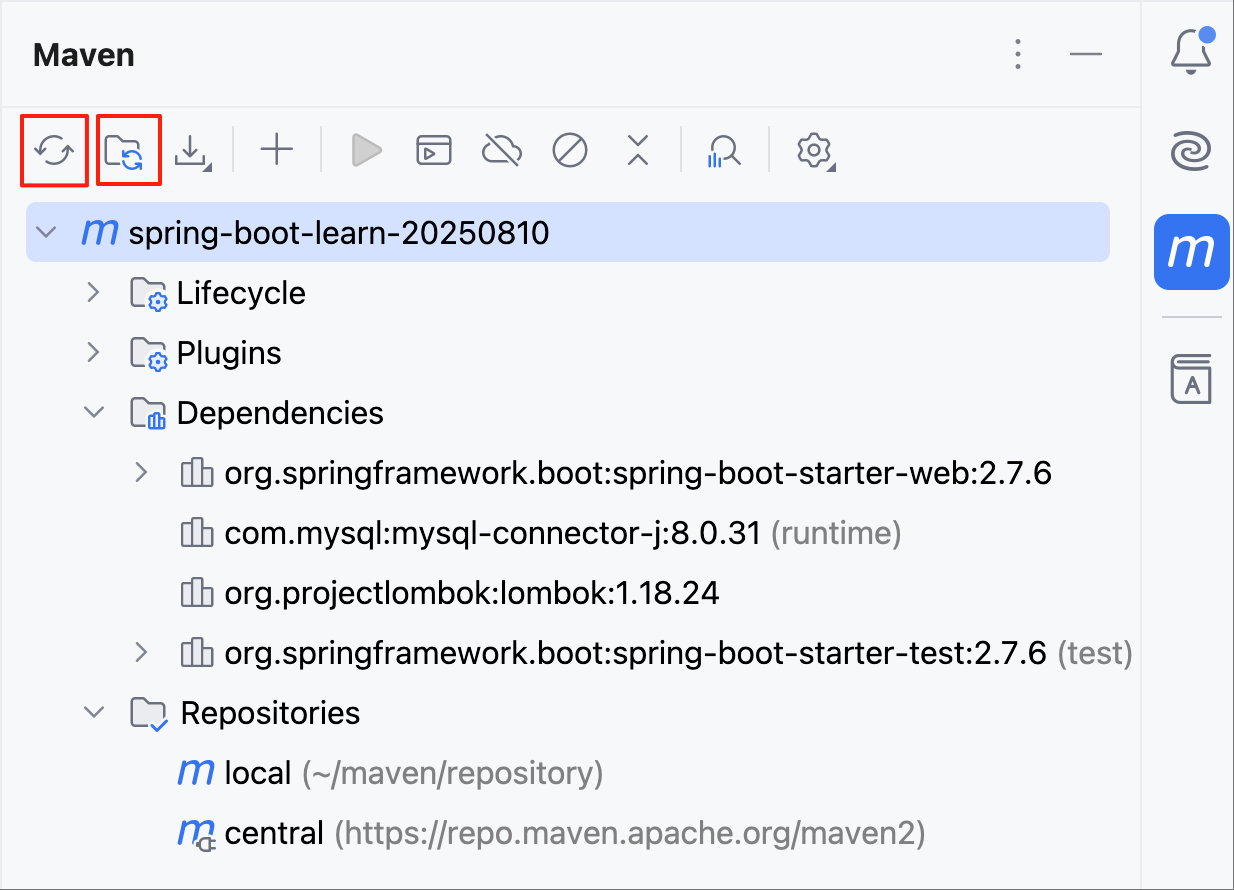 Maven
m spring-boot-learn-20250810
Lifecycle
Plugins
Dependencies
org.springframework.boot:spring-boot-starter-web:2.7.6
com.mysql:mysql-connector-j:8.0.31 (runtime)
org.projectlombok:lombok:1.18.24
org.springframework.boot:spring-boot-starter-test:2.7.6 (test)
Repositories
m local (~/maven/repository)
m central (https://repo.maven.apache.org/maven2)
m
A